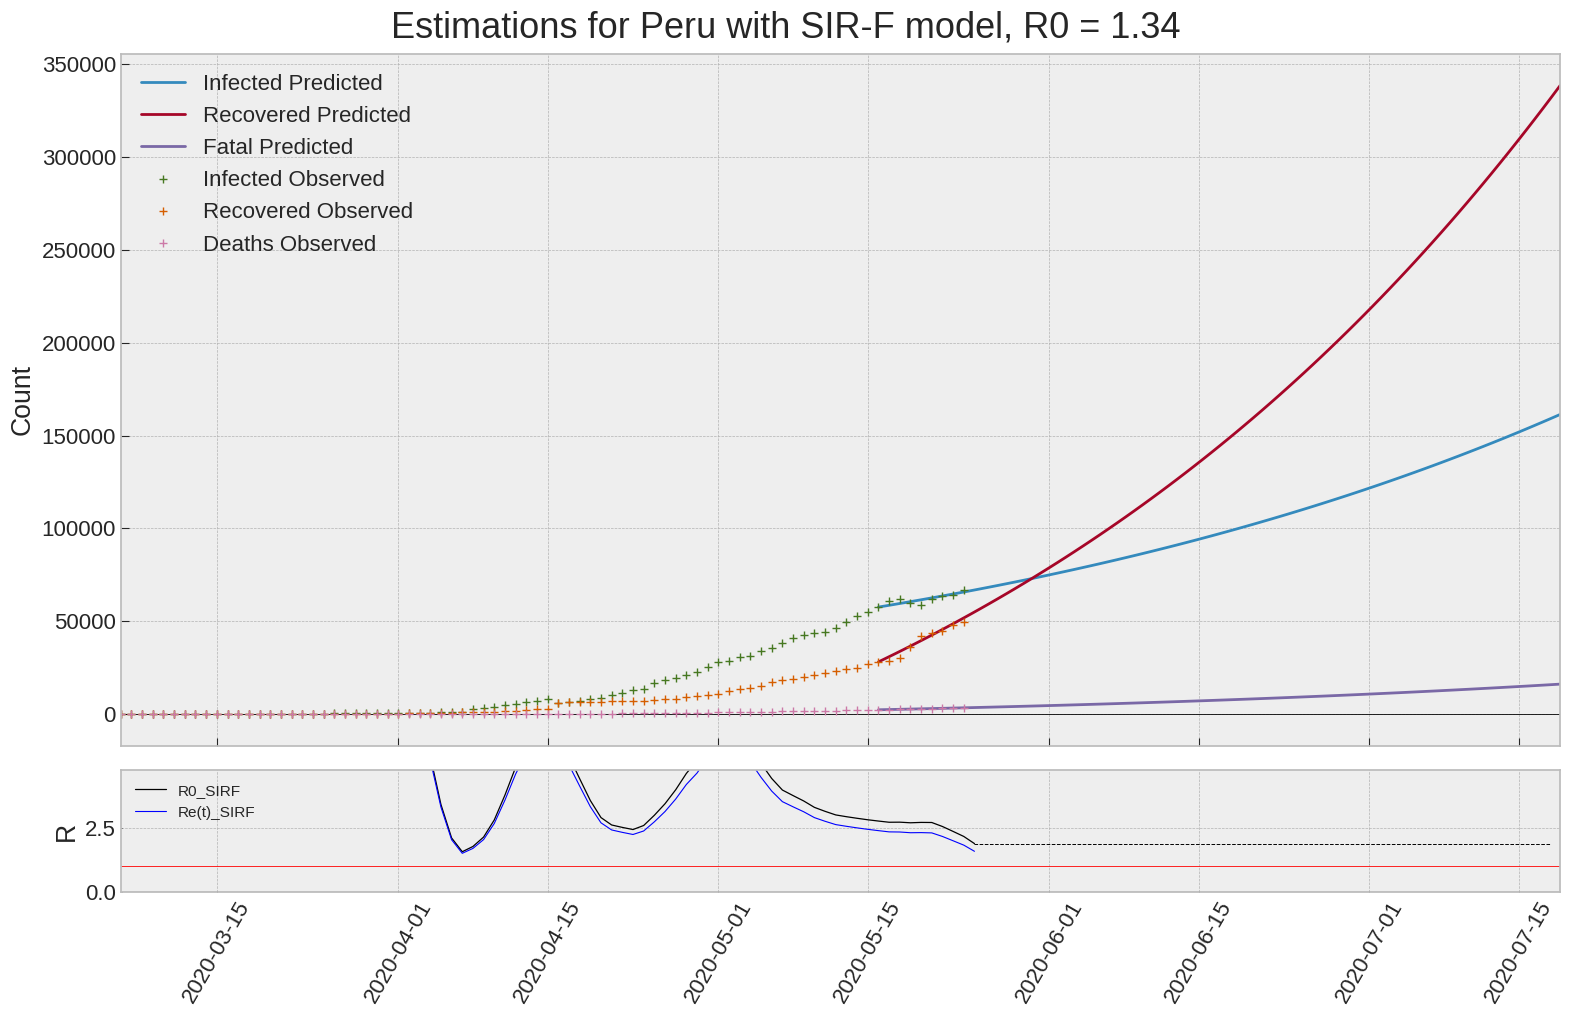 Estimations for Peru with SIR-F model, R0 = 1.34
Count
350000
300000
250000
200000
150000
100000
50000
0
Infected Predicted
Recovered Predicted
Fatal Predicted
Infected Observed
Recovered Observed
Deaths Observed
R
2.5
0.0
R0_SIRF
Re(t)_SIRF
2020-03-15
2020-04-01
2020-04-15
2020-05-01
2020-05-15
2020-06-01
2020-06-15
2020-07-01
2020-07-15